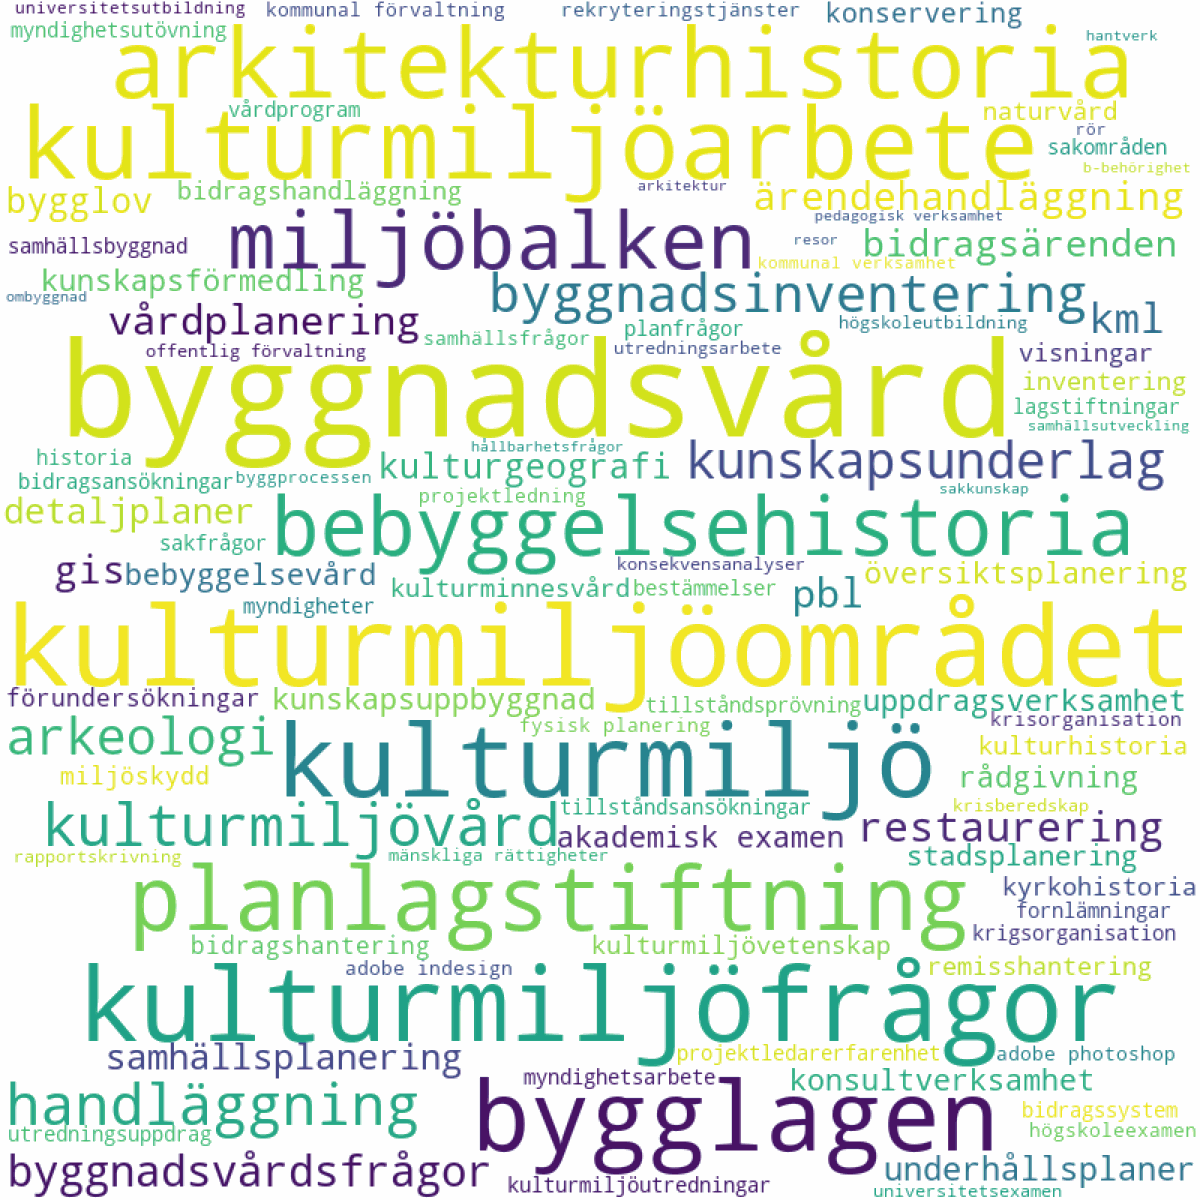 universitetsutbildning kommunal förvaltning rekryteringstjänster konservering
myndighetsutövning hantverk
arkitekturhistoria
vårdprogram naturvård
kulturmiljöarbete rör
sakområden
b-behörighet
bygglov bidragshandläggning arkitektur ärendehandläggning
pedagogisk verksamhet
samhällsbyggnad miljöbalken resor bidragsärenden
kommunal verksamhet
kunskapsförmedling
ombyggnad byggnadsinventering
vårdplanering planfrågor högskoleutbildning kml
samhällsfrågor
offentlig förvaltning utredningsarbete visningar
byggnadsvård inventering
lagstiftningar
samhällsutveckling
hållbarhetsfrågor
historia kulturgeografi kunskapsunderlag
bidragsansökningar byggprocessen
projektledning sakkunskap
detaljplaner bebyggelsehistoria
sakfrågor
gis bebyggelsevård konsekvensanalyser översiktsplanering
kulturminnesvård bestämmelser pbl
myndigheter
kulturmiljöområdet
förundersökningar kunskapsuppbyggnad tillståndsprövning uppdragsverksamhet
fysisk planering krisorganisation
arkeologi kulturmiljö kulturhistoria
miljöskydd rådgivning
tillståndsansökningar krisberedskap
kulturmiljövård akademisk examen restaurering
rapportskrivning mänskliga rättigheter stadsplanering
planlagstiftning kyrkohistoria
fornlämningar
krigsorganisation
bidragshantering kulturmiljövetenskap
adobe indesign remisshantering
kulturmiljöfrågor
samhällsplanering projektledarerfarenhet adobe photoshop
myndighetsarbete konsultverksamhet
handläggning bygglagen bidragssystem
utredningsuppdrag högskoleexamen
byggnadsvårdsfrågor underhållsplaner
kulturmiljöutredningar universitetsexamen